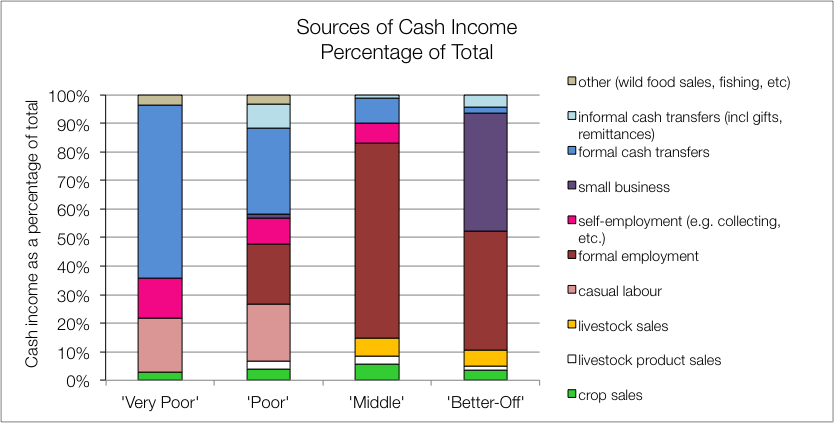 Sources of Cash Income
Percentage of Total
Cash income as a percentage of total
100%
90%
80%
70%
60%
50%
40%
30%
20%
10%
0%
'Very Poor'
'Poor'
'Middle'
'Better-Off'
other (wild food sales, fishing, etc)
informal cash transfers (incl gifts,
remittances)
formal cash transfers
small business
self-employment (e.g. collecting,
etc.)
formal employment
casual labour
livestock sales
livestock product sales
crop sales